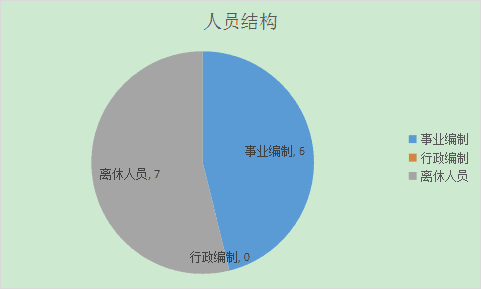 人员结构
事业编制, 6
离休人员, 7
行政编制, 0
事业编制
行政编制
离休人员